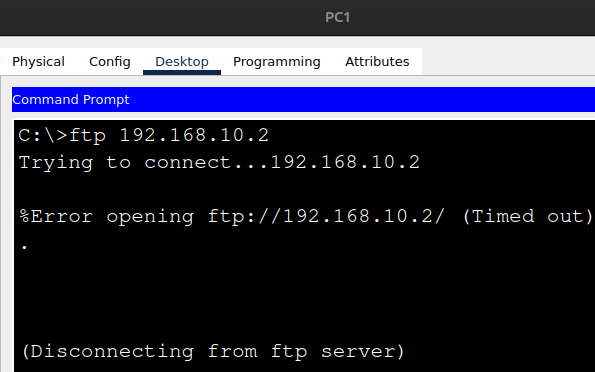 PC1
Physical Config Desktop Programming Attributes
Command Prompt
C:\>ftp 192.168.10.2
Trying to connect...192.168.10.2
%Error opening ftp://192.168.10.2/ (Timed out)
.
(Disconnecting from ftp server)